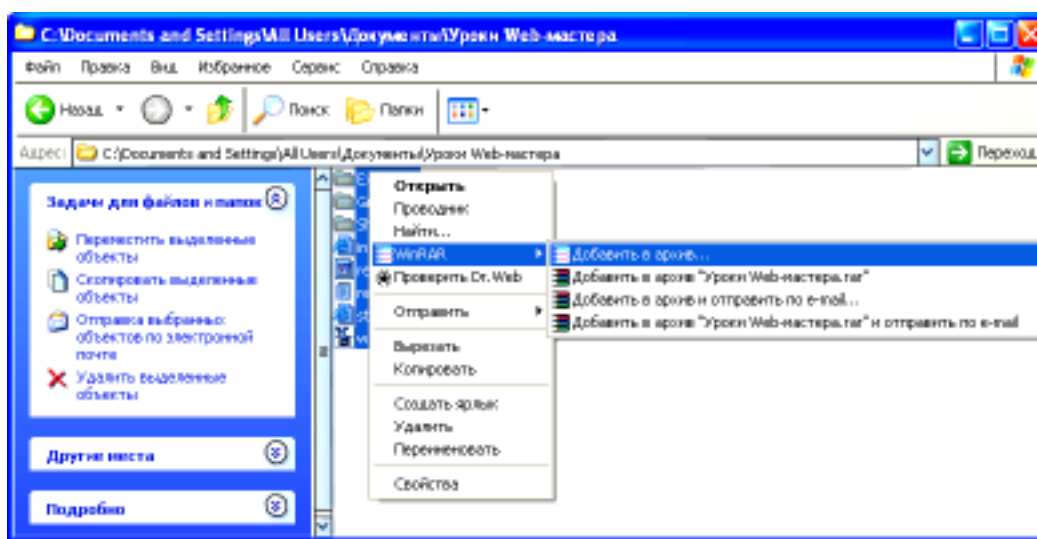 C:\Documents and Settings\All Users\Документы\Уроки Web-мастера
Файл Правка Вид Избранное Сервис Справка
Назад Поиск Папки
Адрес: C:\Documents and Settings\All Users\Документы\Уроки Web-мастера Переход
Задачи для файлов и папок
Переместить выделенные
объекты
Скопировать выделенные
объекты
Отправка выбранных
объектов по электронной
почте
Удалить выделенные
объекты
Другие места
Подробно
Открыть
Проводник
Найти...
WinRAR
Проверить Dr.Web
Отправить
Вырезать
Копировать
Создать ярлык
Удалить
Переименовать
Свойства
Добавить в архив...
Добавить в архив "Уроки Web-мастера.rar"
Добавить в архив и отправить по e-mail...
Добавить в архив "Уроки Web-мастера.rar" и отправить по e-mail